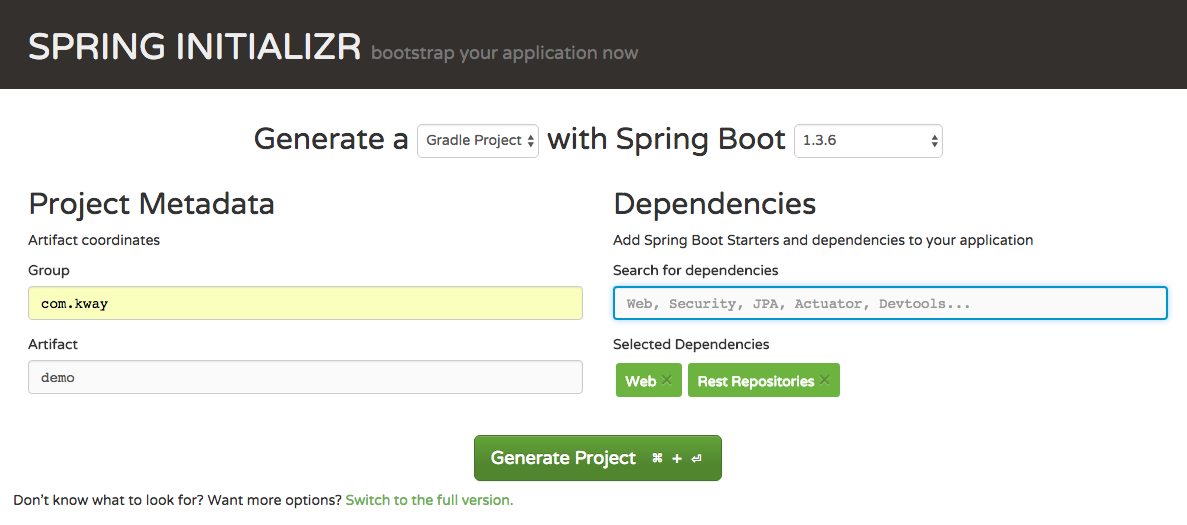 SPRING INITIALIZR bootstrap your application now
Generate a Gradle Project with Spring Boot 1.3.6
Project Metadata
Artifact coordinates
Group
com.kway
Artifact
demo
Dependencies
Add Spring Boot Starters and dependencies to your application
Search for dependencies
Web, Security, JPA, Actuator, Devtools...
Selected Dependencies
Web × Rest Repositories ×
Generate Project ⌘ + ⏎
Don't know what to look for? Want more options? Switch to the full version.